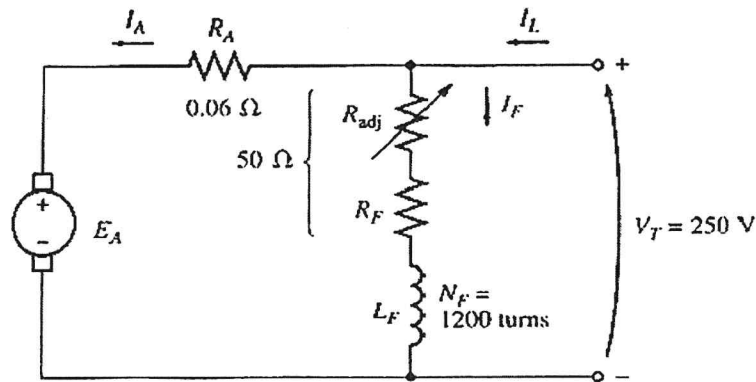 I_A
R_A
I_L
+
0.06 Ω
R_adj
I_F
50 Ω
R_F
+
−
E_A
V_T = 250 V
L_F
N_F =
1200 turns
−